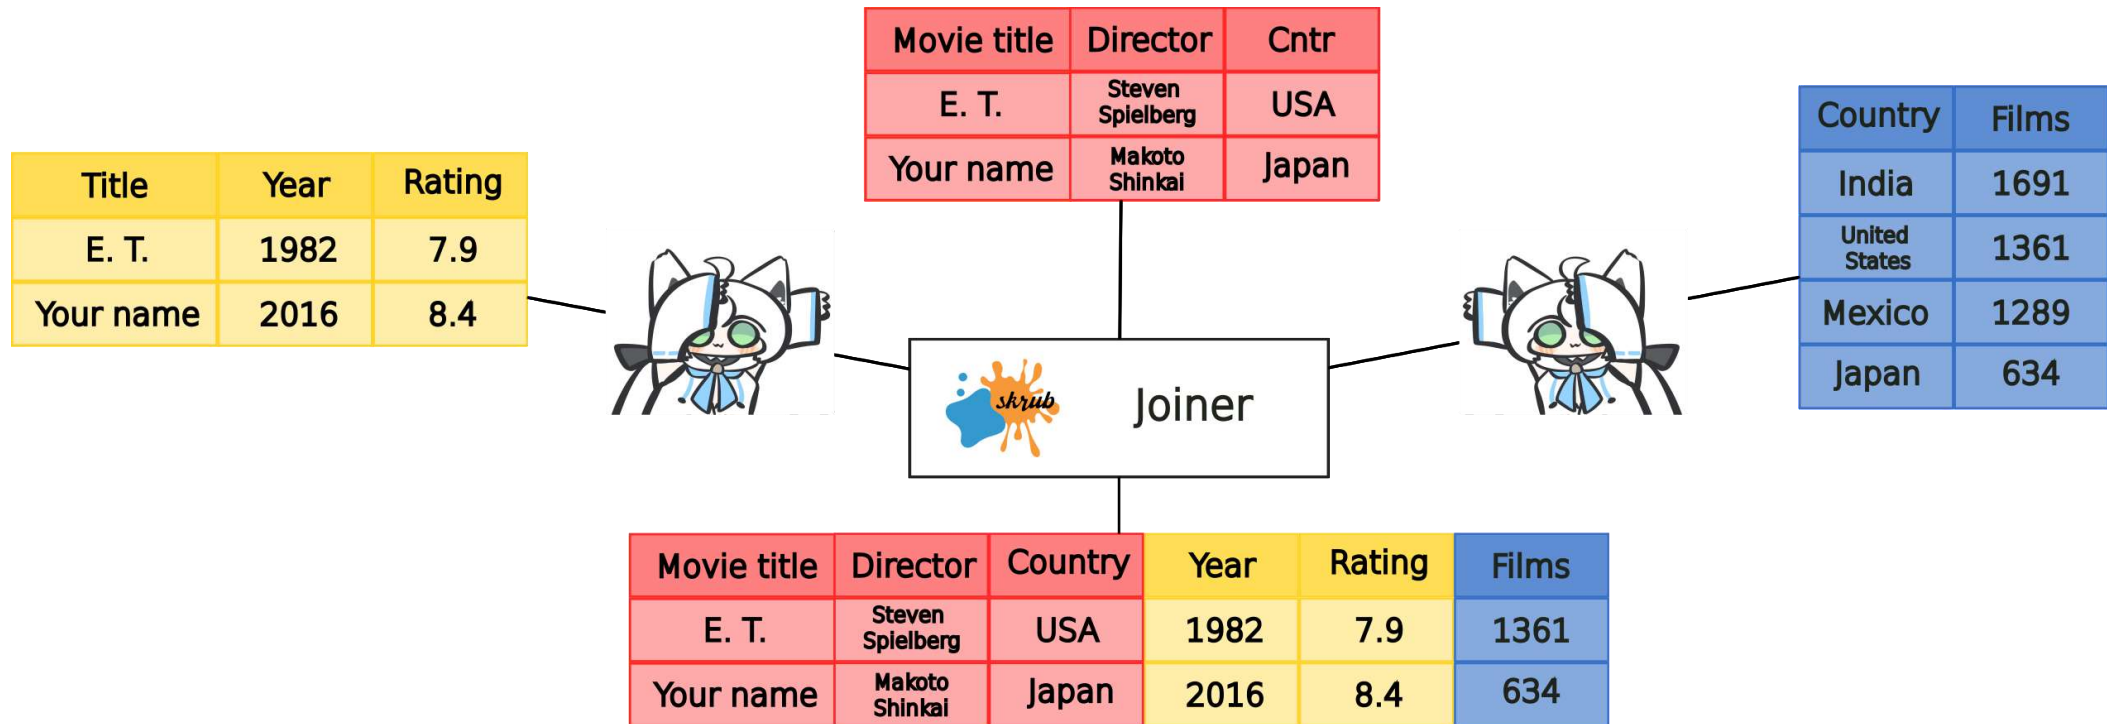 Movie title Director Cntr
E. T. Steven Spielberg USA
Your name Makoto Shinkai Japan
Title Year Rating
E. T. 1982 7.9
Your name 2016 8.4
Country Films
India 1691
United States 1361
Mexico 1289
Japan 634
skrub Joiner
Movie title Director Country Year Rating Films
E. T. Steven Spielberg USA 1982 7.9 1361
Your name Makoto Shinkai Japan 2016 8.4 634